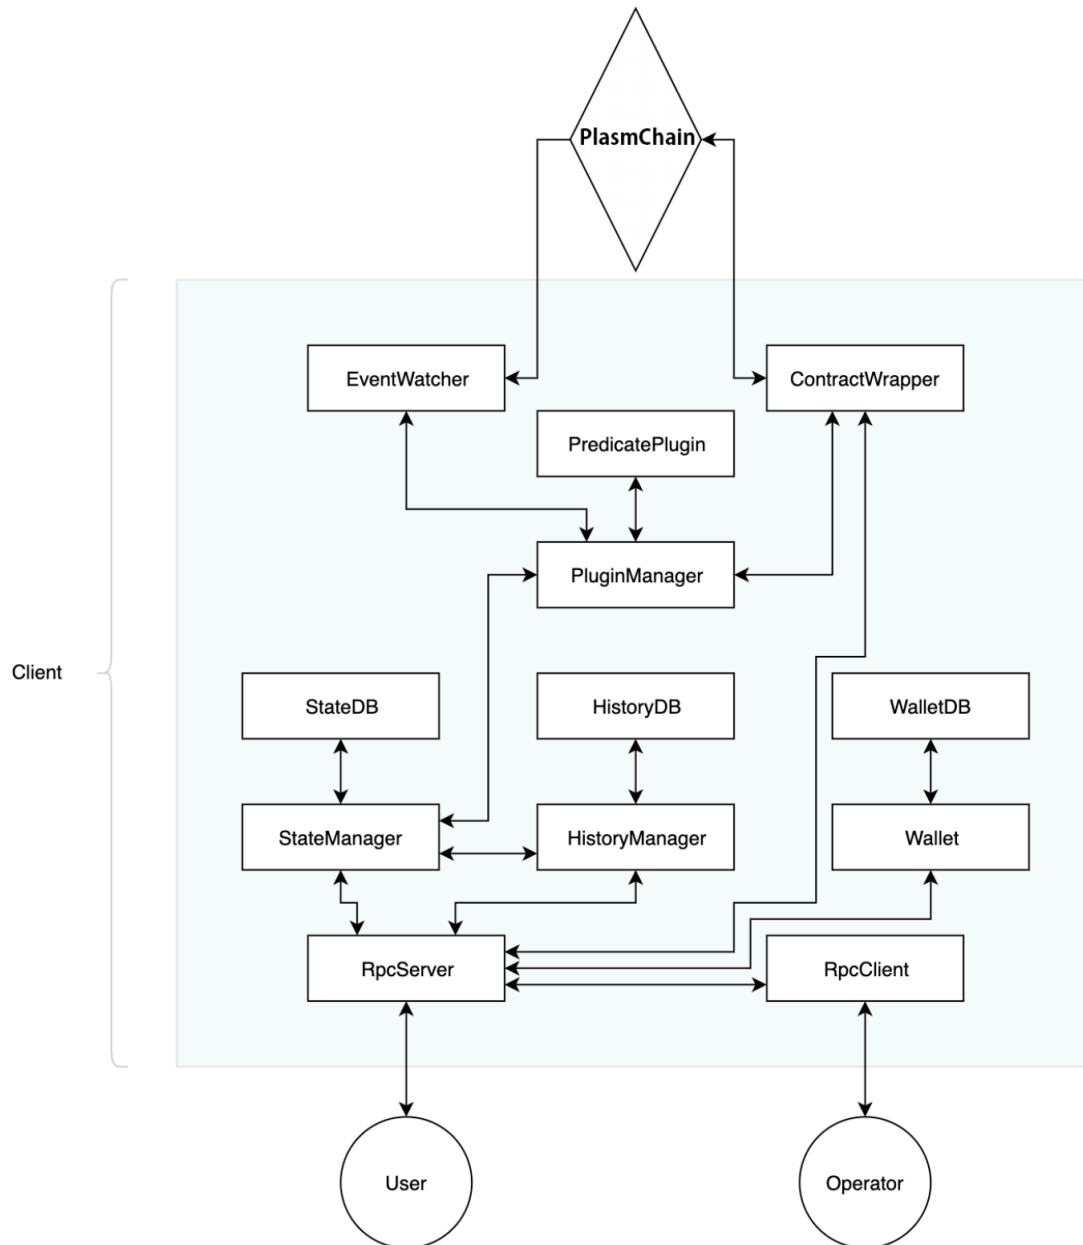 PlasmChain
EventWatcher
ContractWrapper
PredicatePlugin
PluginManager
Client
StateDB
HistoryDB
WalletDB
StateManager
HistoryManager
Wallet
RpcServer
RpcClient
User
Operator